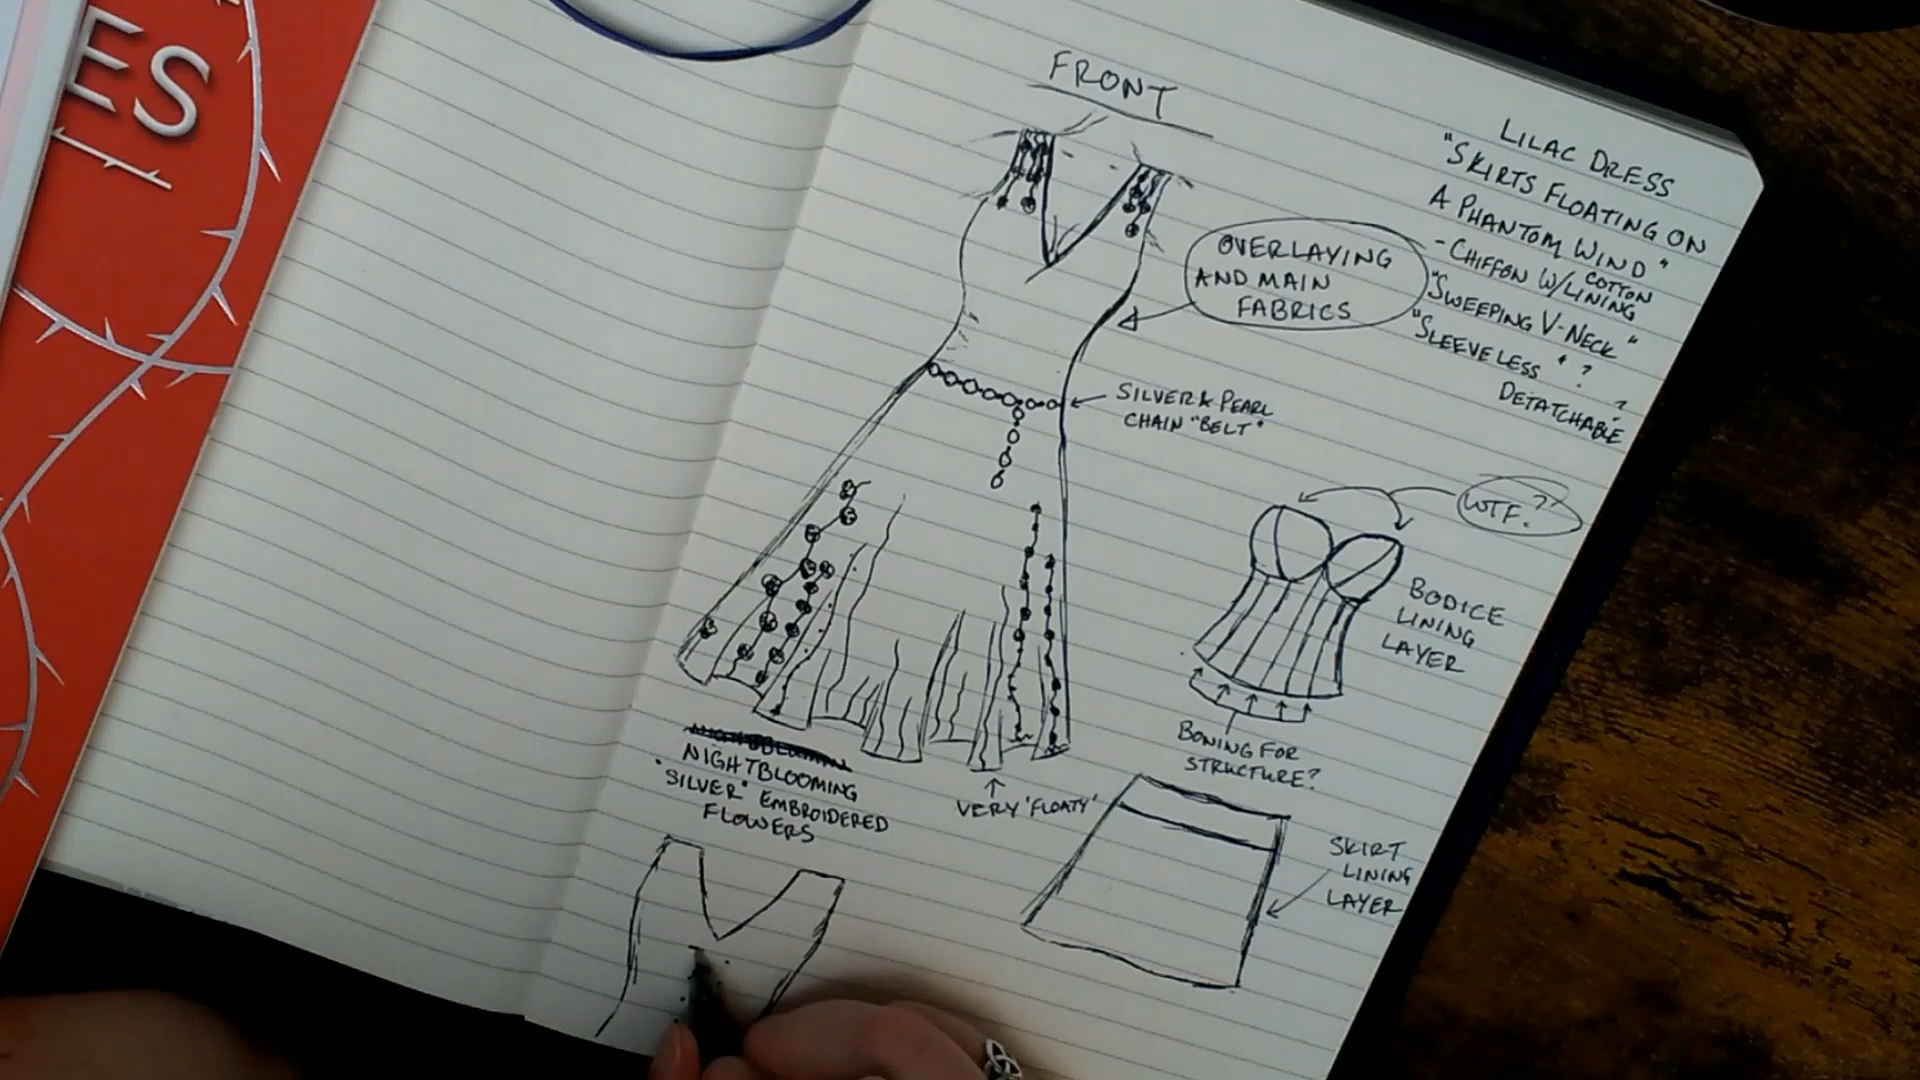 ES
FRONT
LILAC DRESS
"SKIRTS FLOATING ON
A PHANTOM WIND"
- CHIFFON W/ COTTON
LINING
"SWEEPING V-NECK"
"SLEEVELESS" ?
DETATCHABLE ?
OVERLAYING
AND MAIN
FABRICS
SILVER & PEARL
CHAIN "BELT"
WTF??
BODICE
LINING
LAYER
BONING FOR
STRUCTURE?
NIGHTBLOOMING
"SILVER" EMBROIDERED
FLOWERS
VERY 'FLOATY'
SKIRT
LINING
LAYER